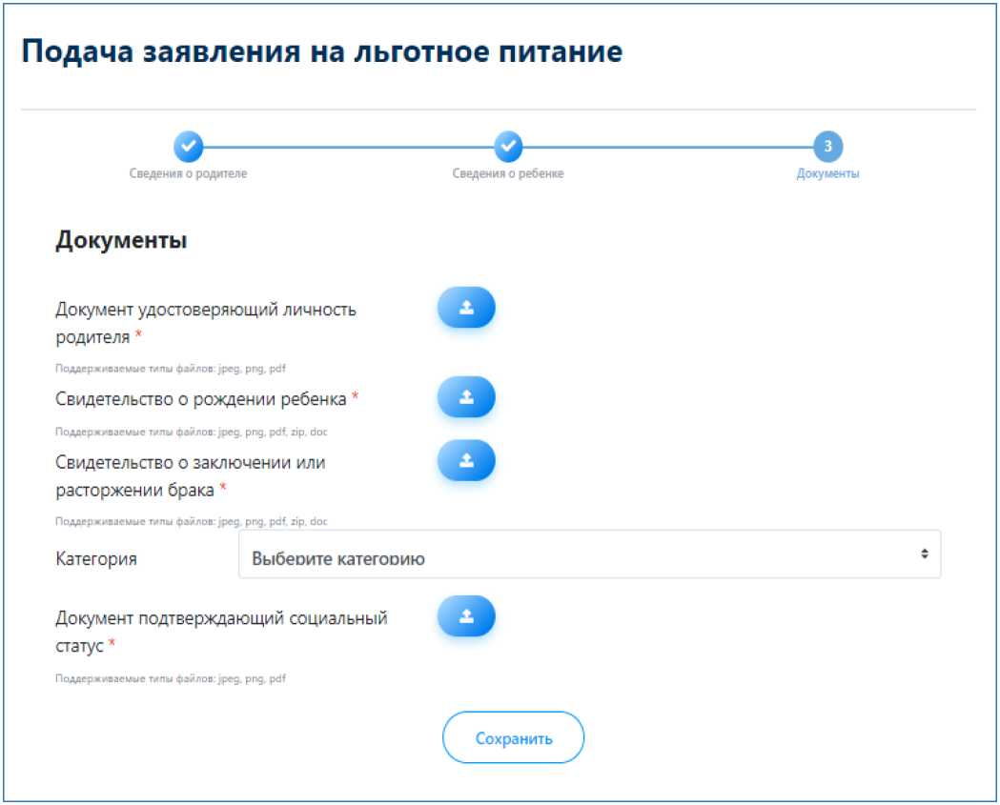 Подача заявления на льготное питание
3
Сведения о родителе
Сведения о ребенке
Документы
Документы
Документ удостоверяющий личность
родителя *
Поддерживаемые типы файлов: jpeg, png, pdf
Свидетельство о рождении ребенка *
Поддерживаемые типы файлов: jpeg, png, pdf, zip, doc
Свидетельство о заключении или
расторжении брака *
Поддерживаемые типы файлов: jpeg, png, pdf, zip, doc
Категория
Выберите категорию
Документ подтверждающий социальный
статус *
Поддерживаемые типы файлов: jpeg, png, pdf
Сохранить